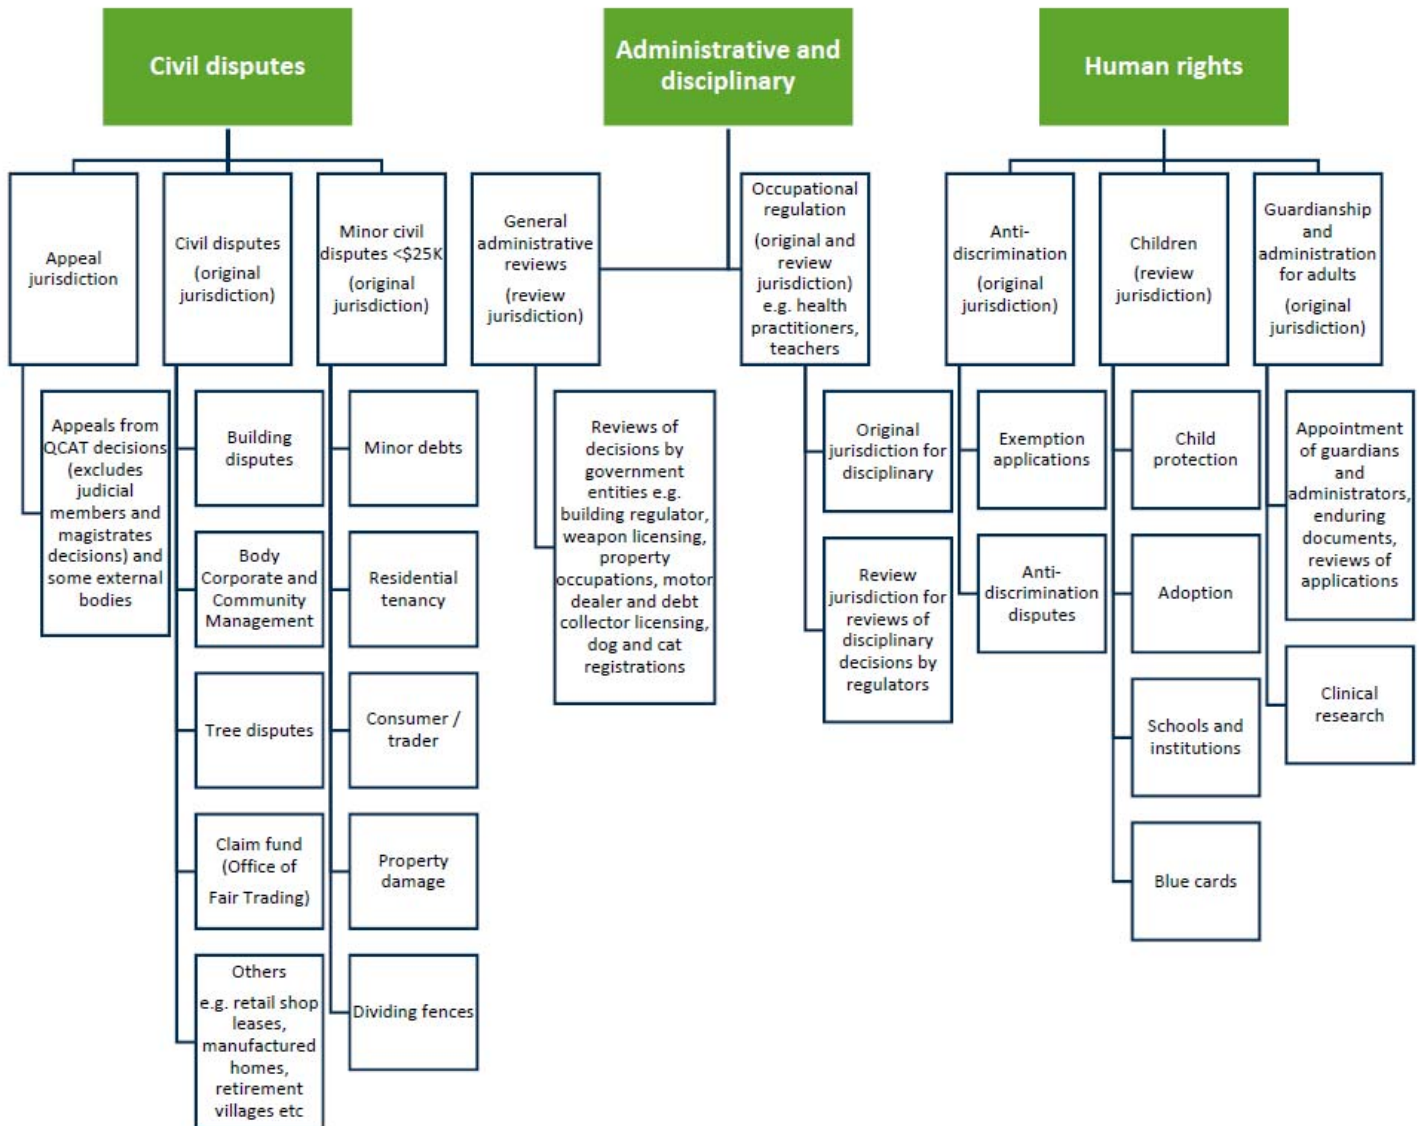 Civil disputes
Administrative and
disciplinary
Human rights
Appeal
jurisdiction
Civil disputes
(original
jurisdiction)
Minor civil
disputes <$25K
(original
jurisdiction)
General
administrative
reviews
(review
jurisdiction)
Occupational
regulation
(original and
review
jurisdiction)
e.g. health
practitioners,
teachers
Anti-
discrimination
(original
jurisdiction)
Children
(review
jurisdiction)
Guardianship
and
administration
for adults
(original
jurisdiction)
Appeals from
QCAT decisions
(excludes
judicial
members and
magistrates
decisions) and
some external
bodies
Building
disputes
Body
Corporate and
Community
Management
Tree disputes
Claim fund
(Office of
Fair Trading)
Others
e.g. retail shop
leases,
manufactured
homes,
retirement
villages etc
Minor debts
Residential
tenancy
Consumer /
trader
Property
damage
Dividing fences
Reviews of
decisions by
government
entities e.g.
building regulator,
weapon licensing,
property
occupations, motor
dealer and debt
collector licensing,
dog and cat
registrations
Original
jurisdiction for
disciplinary
Review
jurisdiction for
reviews of
disciplinary
decisions by
regulators
Exemption
applications
Anti-
discrimination
disputes
Child
protection
Adoption
Schools and
institutions
Blue cards
Appointment
of guardians
and
administrators,
enduring
documents,
reviews of
applications
Clinical
research